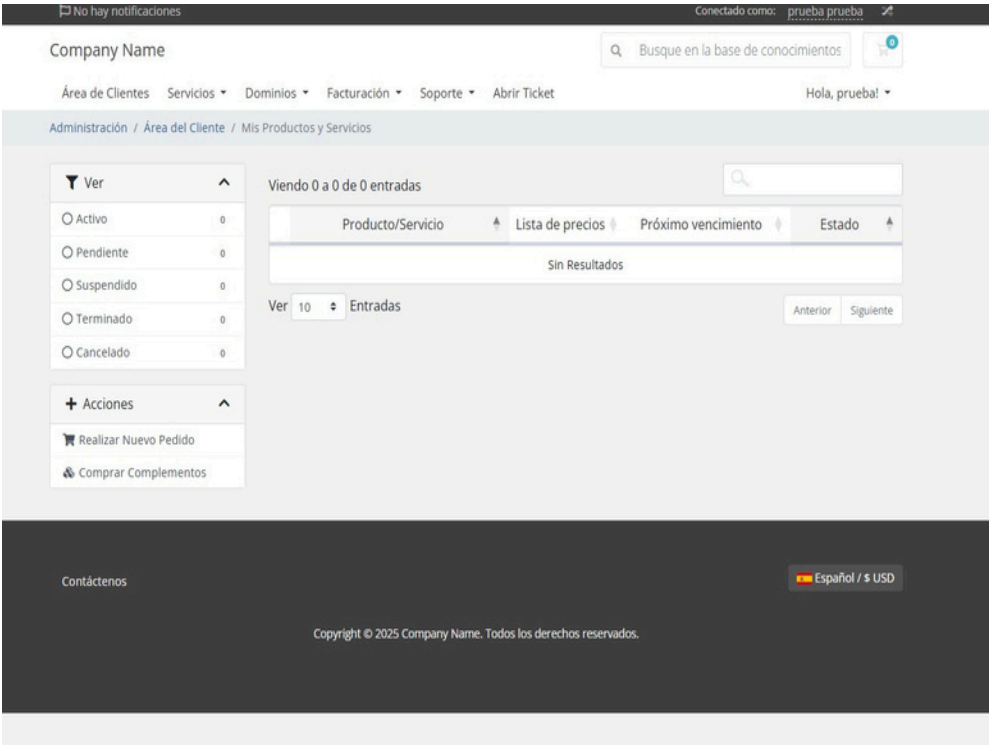 No hay notificaciones
Conectado como: prueba prueba
Company Name
Busque en la base de conocimientos
0
Área de Clientes Servicios Dominios Facturación Soporte Abrir Ticket
Hola, prueba!
Administración / Área del Cliente / Mis Productos y Servicios
Ver
Activo 0
Pendiente 0
Suspendido 0
Terminado 0
Cancelado 0
Acciones
Realizar Nuevo Pedido
Comprar Complementos
Viendo 0 a 0 de 0 entradas
Producto/Servicio Lista de precios Próximo vencimiento Estado
Sin Resultados
Ver 10 Entradas
Anterior Siguiente
Contáctenos
Español / $ USD
Copyright © 2025 Company Name. Todos los derechos reservados.